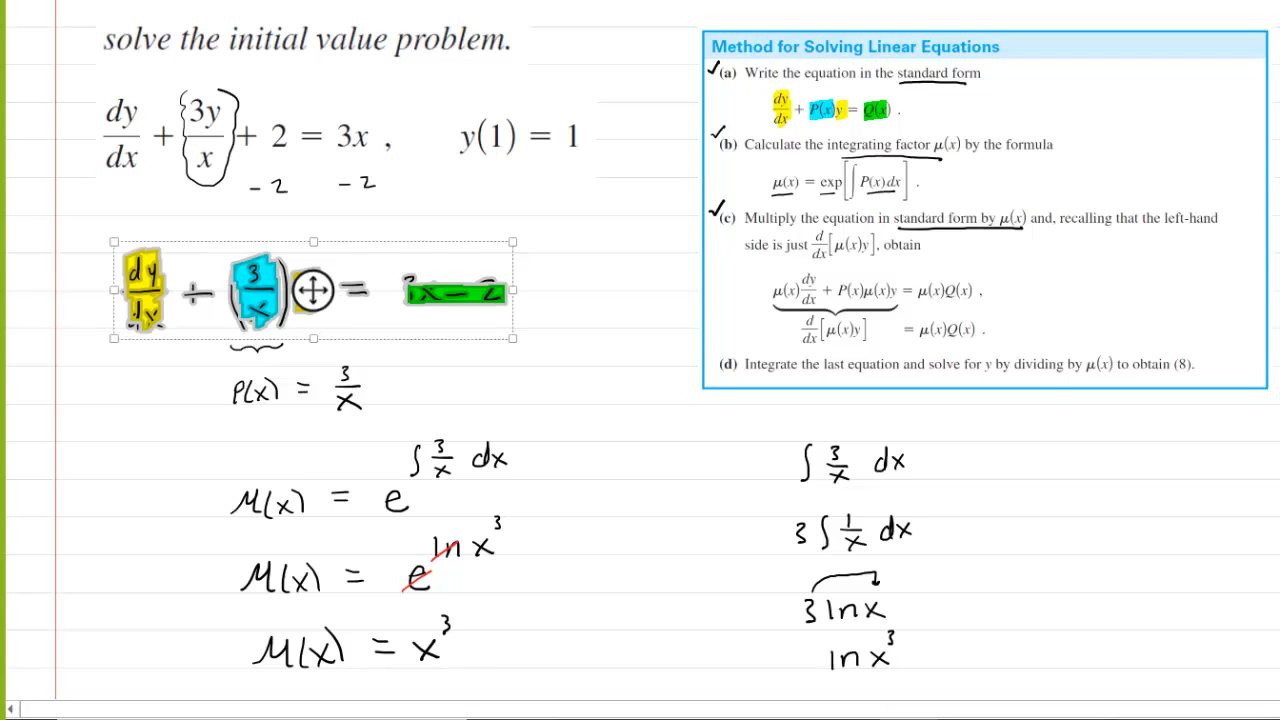 solve the initial value problem.
dy/dx + 3y/x + 2 = 3x , y(1) = 1
- 2 - 2
dy/dx + (3/x) = 3x - 2
P(x) = 3/x
μ(x) = e^∫ 3/x dx
μ(x) = e^ln x^3
μ(x) = x^3
Method for Solving Linear Equations
(a) Write the equation in the standard form
dy/dx + P(x)y = Q(x) .
(b) Calculate the integrating factor μ(x) by the formula
μ(x) = exp[∫ P(x)dx] .
(c) Multiply the equation in standard form by μ(x) and, recalling that the left-hand
side is just d/dx[μ(x)y], obtain
μ(x)dy/dx + P(x)μ(x)y = μ(x)Q(x) ,
d/dx[μ(x)y] = μ(x)Q(x) .
(d) Integrate the last equation and solve for y by dividing by μ(x) to obtain (8).
∫ 3/x dx
3 ∫ 1/x dx
3 ln x
ln x^3